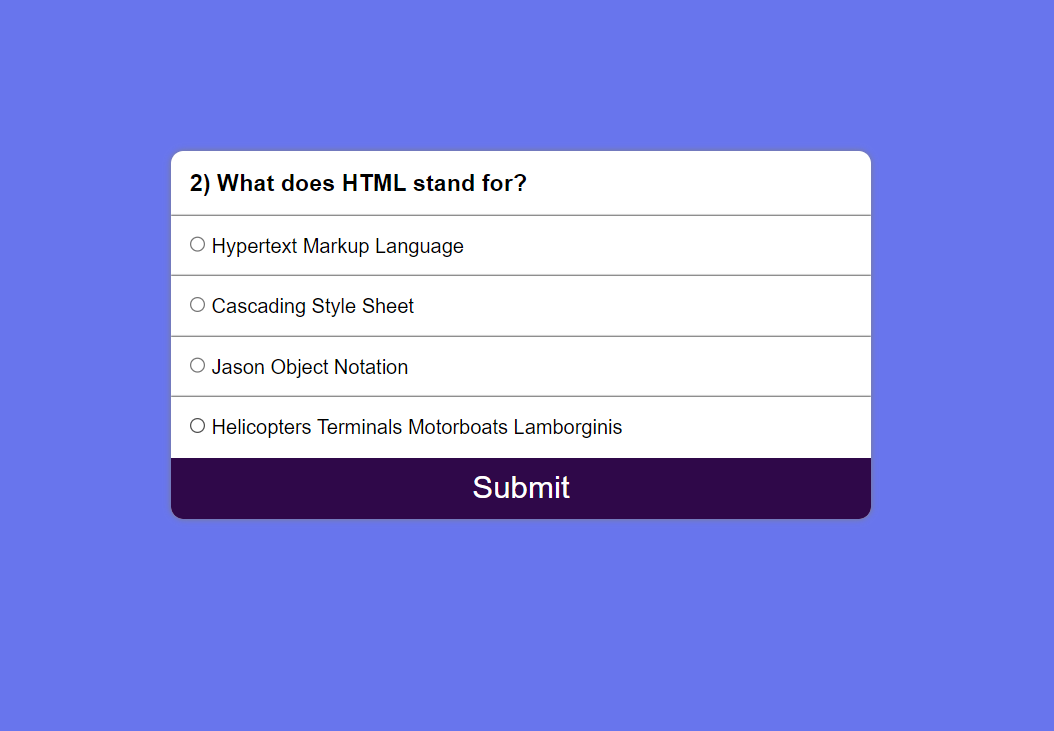 2) What does HTML stand for?
Hypertext Markup Language
Cascading Style Sheet
Jason Object Notation
Helicopters Terminals Motorboats Lamborginis
Submit